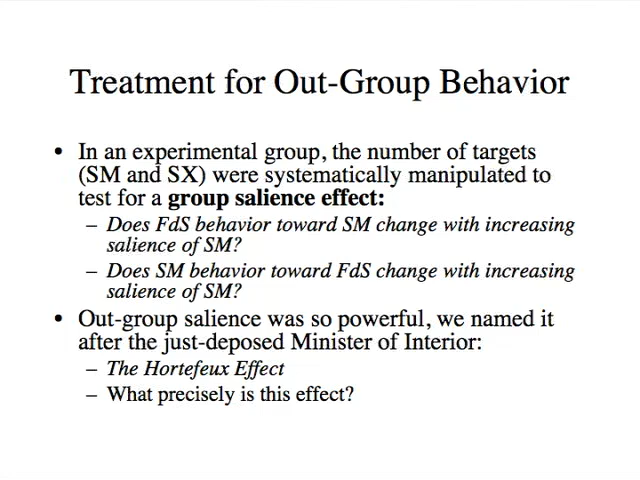 Treatment for Out-Group Behavior
• In an experimental group, the number of targets
(SM and SX) were systematically manipulated to
test for a group salience effect:
– Does FdS behavior toward SM change with increasing
salience of SM?
– Does SM behavior toward FdS change with increasing
salience of SM?
• Out-group salience was so powerful, we named it
after the just-deposed Minister of Interior:
– The Hortefeux Effect
– What precisely is this effect?